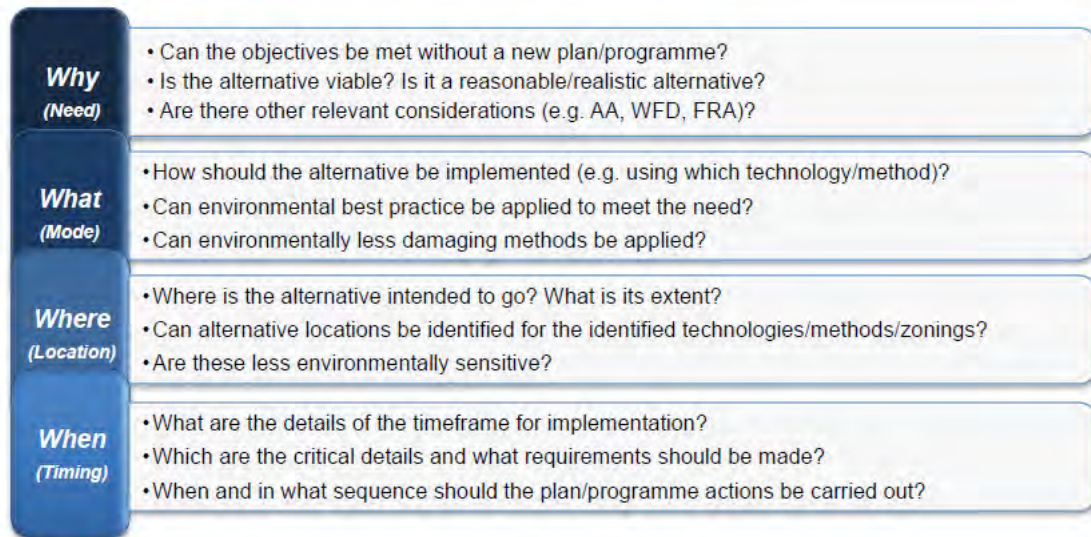 Why
(Need)
• Can the objectives be met without a new plan/programme?
• Is the alternative viable? Is it a reasonable/realistic alternative?
• Are there other relevant considerations (e.g. AA, WFD, FRA)?
What
(Mode)
• How should the alternative be implemented (e.g. using which technology/method)?
• Can environmental best practice be applied to meet the need?
• Can environmentally less damaging methods be applied?
Where
(Location)
• Where is the alternative intended to go? What is its extent?
• Can alternative locations be identified for the identified technologies/methods/zonings?
• Are these less environmentally sensitive?
When
(Timing)
• What are the details of the timeframe for implementation?
• Which are the critical details and what requirements should be made?
• When and in what sequence should the plan/programme actions be carried out?